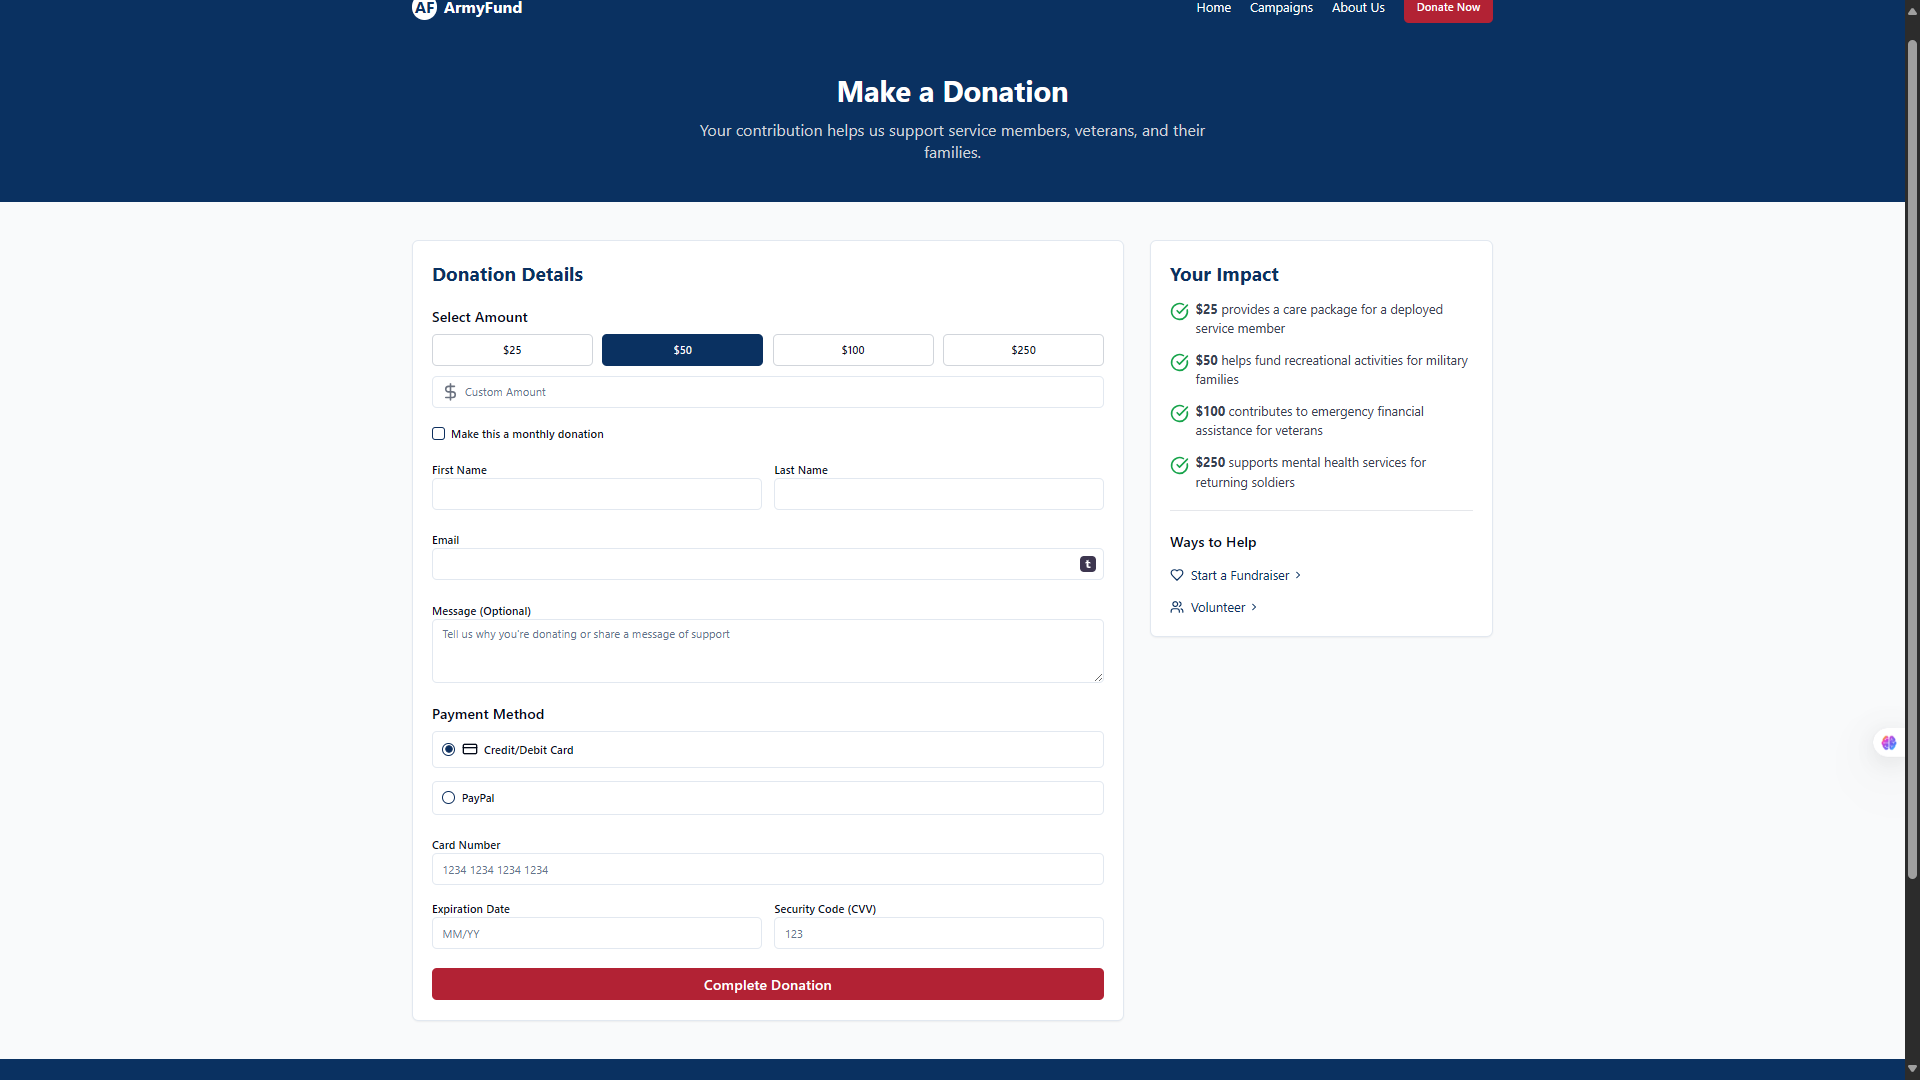 AF ArmyFund
Home Campaigns About Us Donate Now
Make a Donation
Your contribution helps us support service members, veterans, and their
families.
Donation Details
Select Amount
$25 $50 $100 $250
$ Custom Amount
Make this a monthly donation
First Name Last Name
Email
t
Message (Optional)
Tell us why you're donating or share a message of support
Payment Method
Credit/Debit Card
PayPal
Card Number
1234 1234 1234 1234
Expiration Date Security Code (CVV)
MM/YY 123
Complete Donation
Your Impact
$25 provides a care package for a deployed
service member
$50 helps fund recreational activities for military
families
$100 contributes to emergency financial
assistance for veterans
$250 supports mental health services for
returning soldiers
Ways to Help
Start a Fundraiser
Volunteer